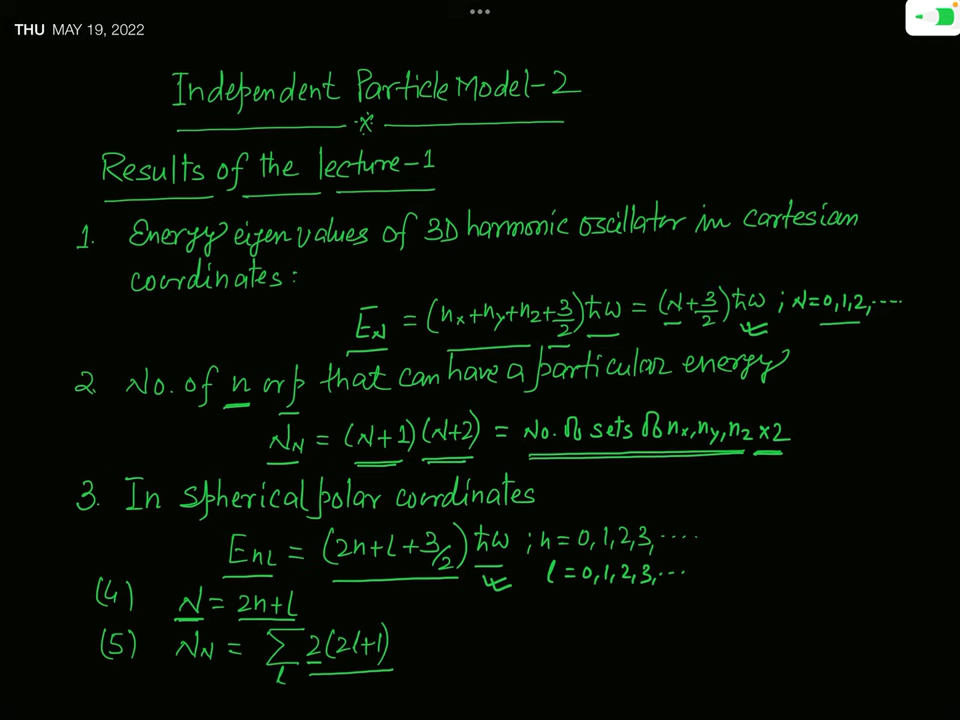 THU MAY 19, 2022
Independent Particle Model-2
Results of the lecture-1
1. Energy eigen values of 3D harmonic oscillator in cartesian
coordinates:
E_N = (n_x+n_y+n_z+3/2)ħω = (N+3/2)ħω ; N=0,1,2,....
2. No. of n or p that can have a particular energy
N_N = (N+1)(N+2) = No. of sets of n_x, n_y, n_z ×2
3. In spherical polar coordinates
E_nl = (2n+l+3/2)ħω ; n=0,1,2,3,.....
l=0,1,2,3,...
(4) N = 2n+l
(5) N_N = Σ_l 2(2l+1)